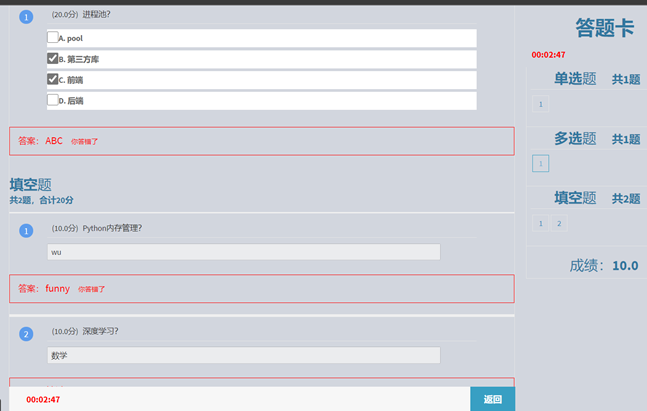 1 (20.0分) 进程池?
A. pool
B. 第三方库
C. 前端
D. 后端
答案: ABC 你答错了
填空题
共2题，合计20分
1 (10.0分) Python内存管理?
wu
答案: funny 你答错了
2 (10.0分) 深度学习?
数学
00:02:47 返回
答题卡
00:02:47
单选题 共1题
1
多选题 共1题
1
填空题 共2题
1 2
成绩: 10.0